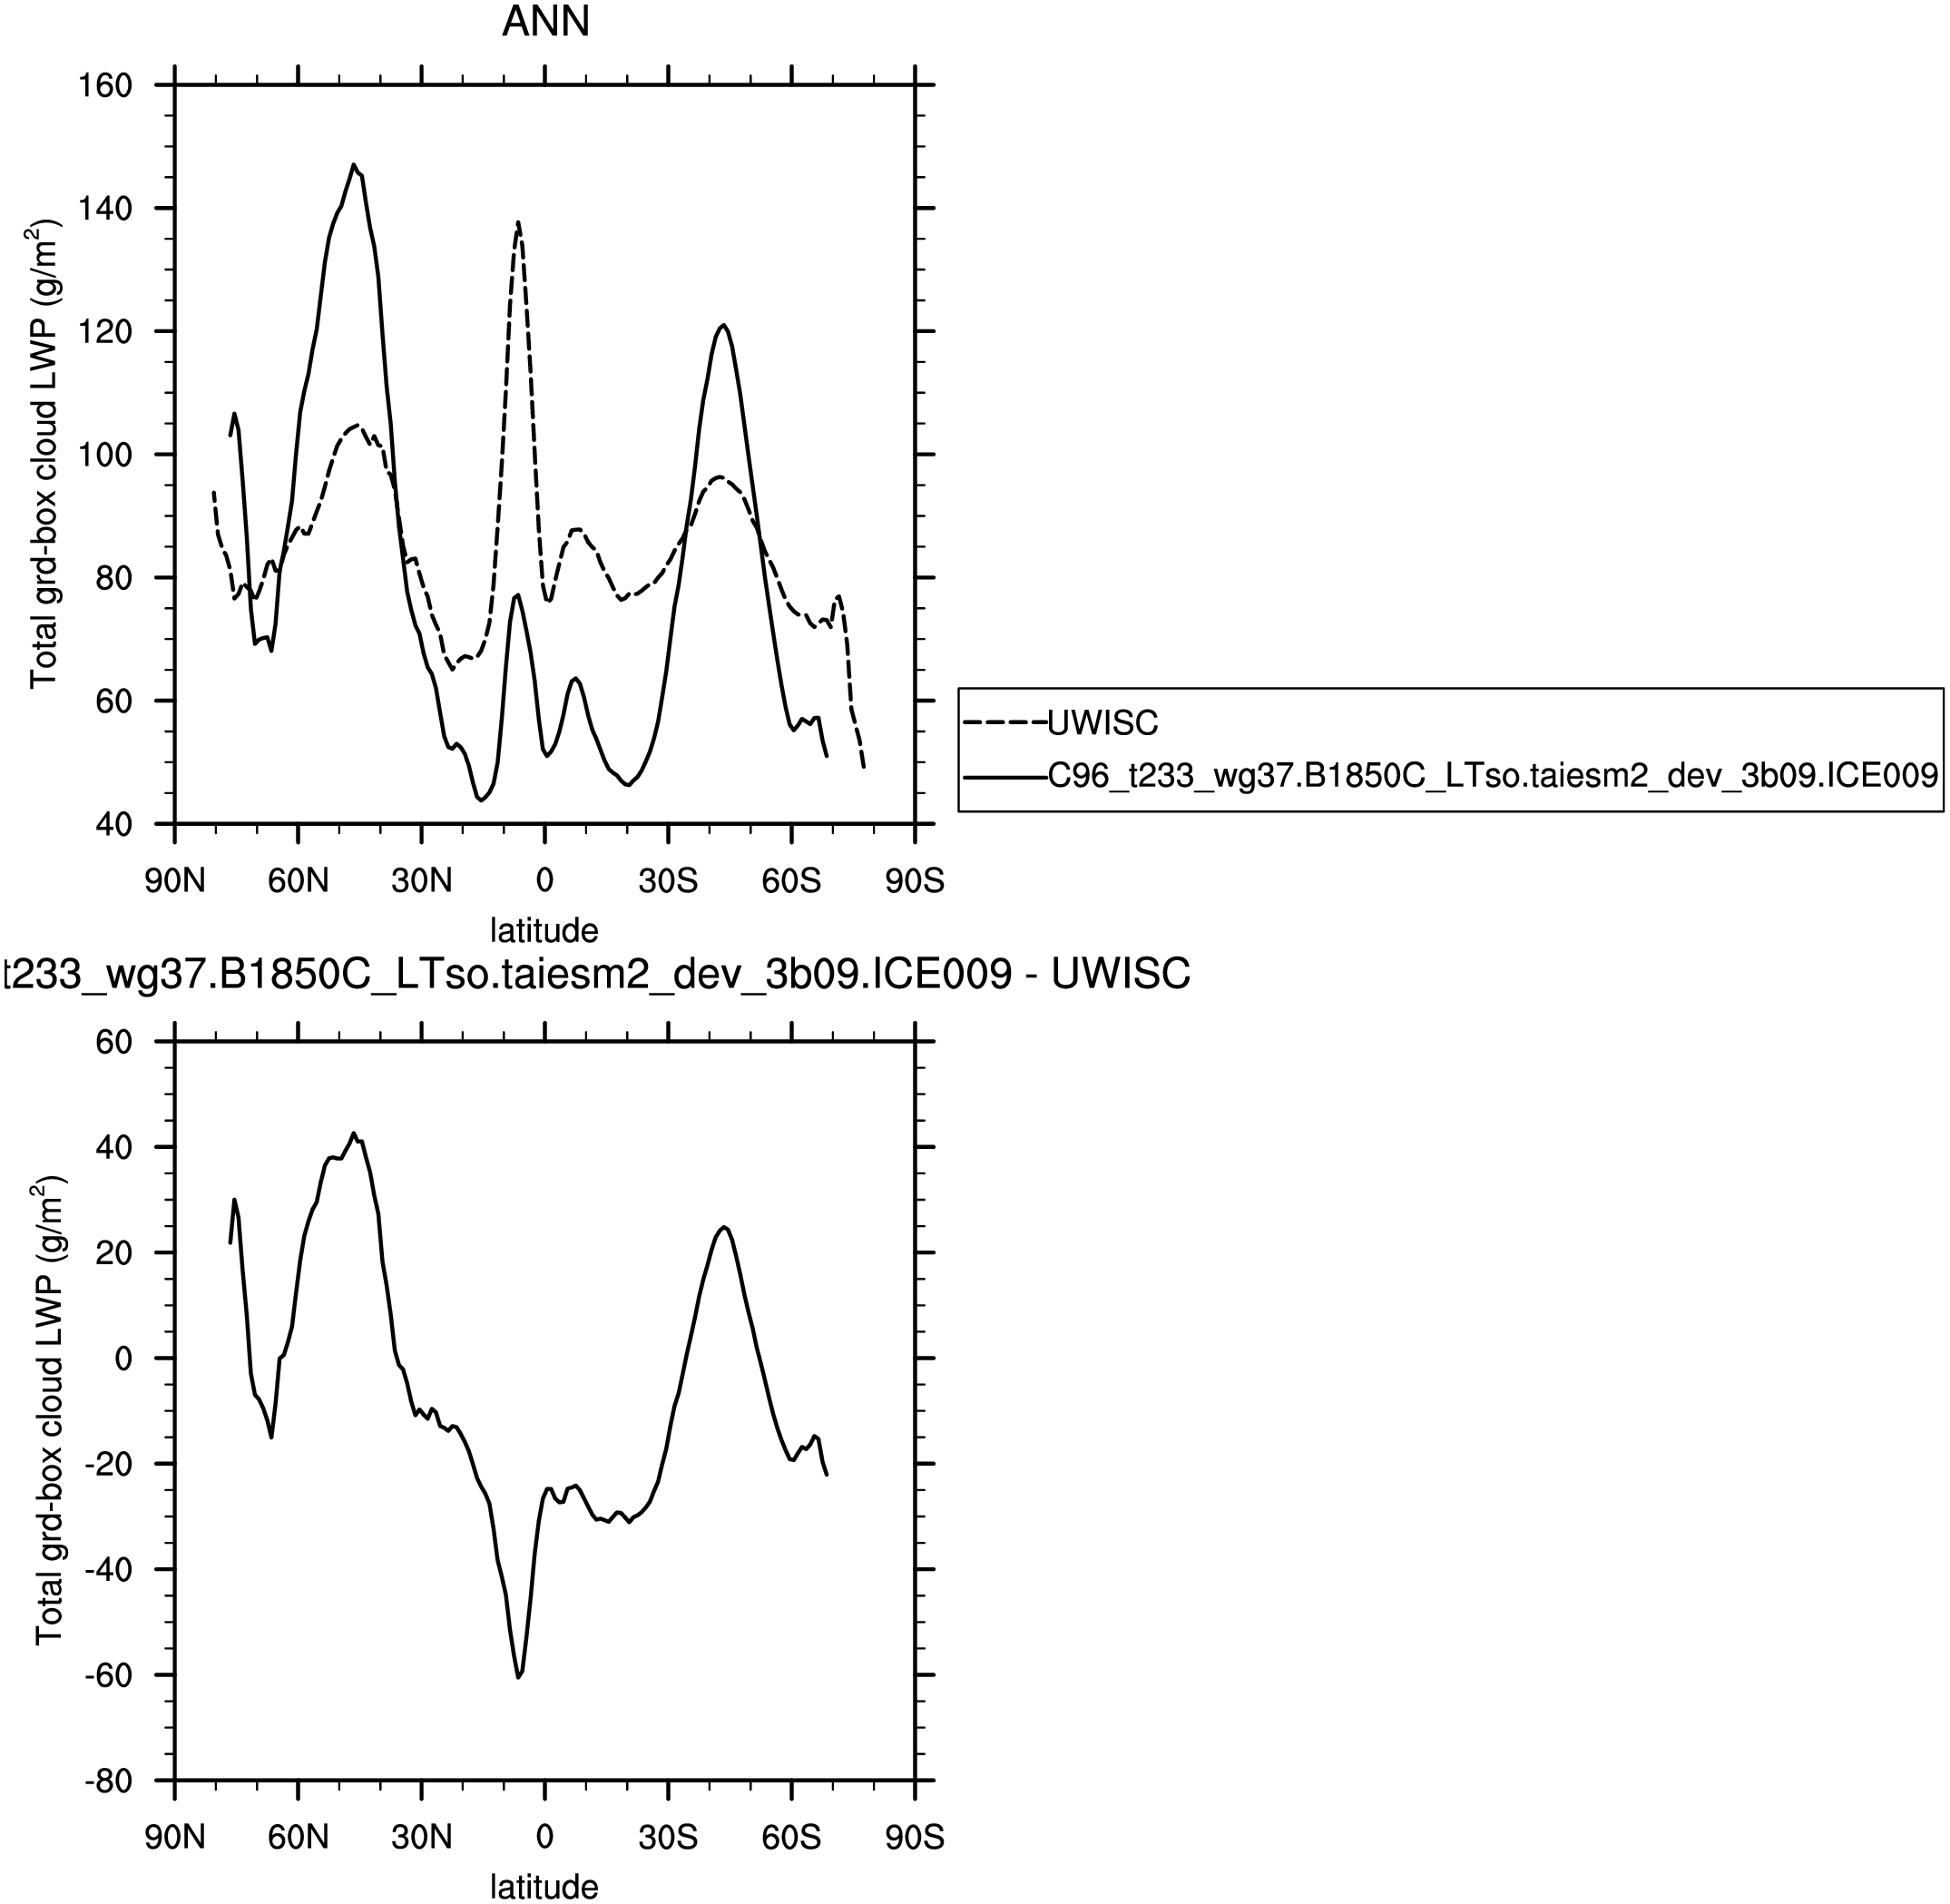 ANN
Total grd-box cloud LWP (g/m²)
160
140
120
100
80
60
40
90N 60N 30N 0 30S 60S 90S
latitude
UWISC
C96_t233_wg37.B1850C_LTso.taiesm2_dev_3b09.ICE009
t233_wg37.B1850C_LTso.taiesm2_dev_3b09.ICE009 - UWISC
Total grd-box cloud LWP (g/m²)
60
40
20
0
-20
-40
-60
-80
90N 60N 30N 0 30S 60S 90S
latitude